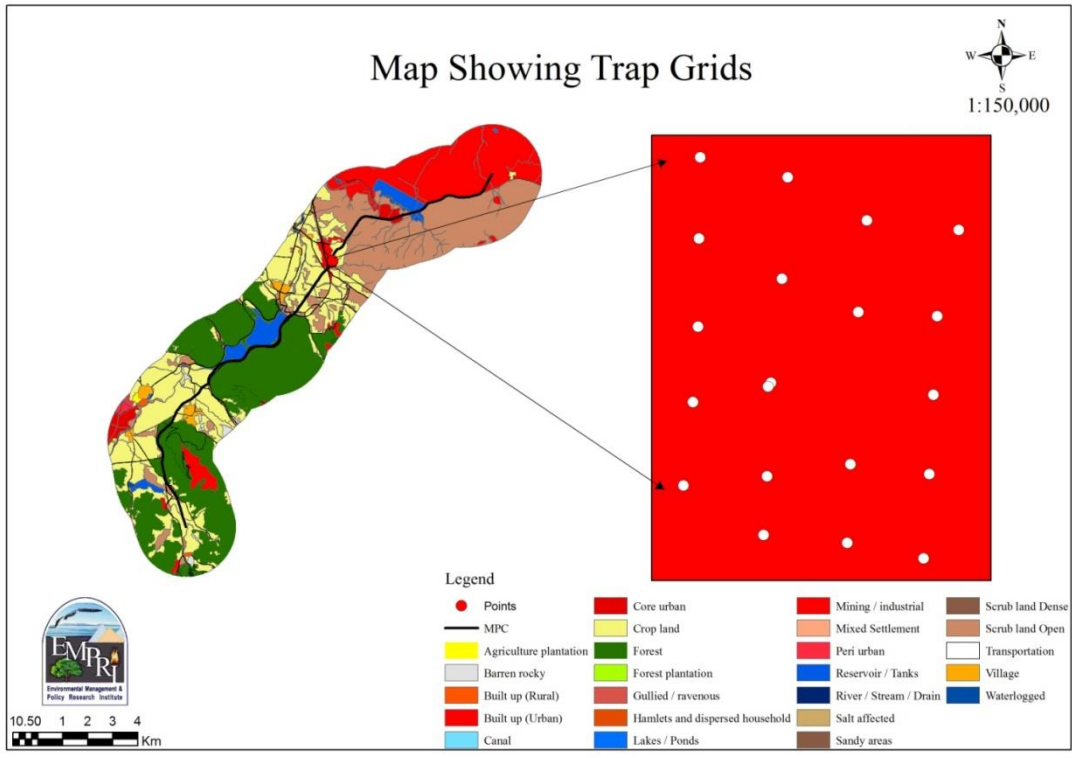 Map Showing Trap Grids
N
W E
S
1:150,000
Legend
Points
MPC
Agriculture plantation
Barren rocky
Built up (Rural)
Built up (Urban)
Canal
Core urban
Crop land
Forest
Forest plantation
Gullied / ravenous
Hamlets and dispersed household
Lakes / Ponds
Mining / industrial
Mixed Settlement
Peri urban
Reservoir / Tanks
River / Stream / Drain
Salt affected
Sandy areas
Scrub land Dense
Scrub land Open
Transportation
Village
Waterlogged
EMPRI
Environmental Management &
Policy Research Institute
10.50 1 2 3 4
Km